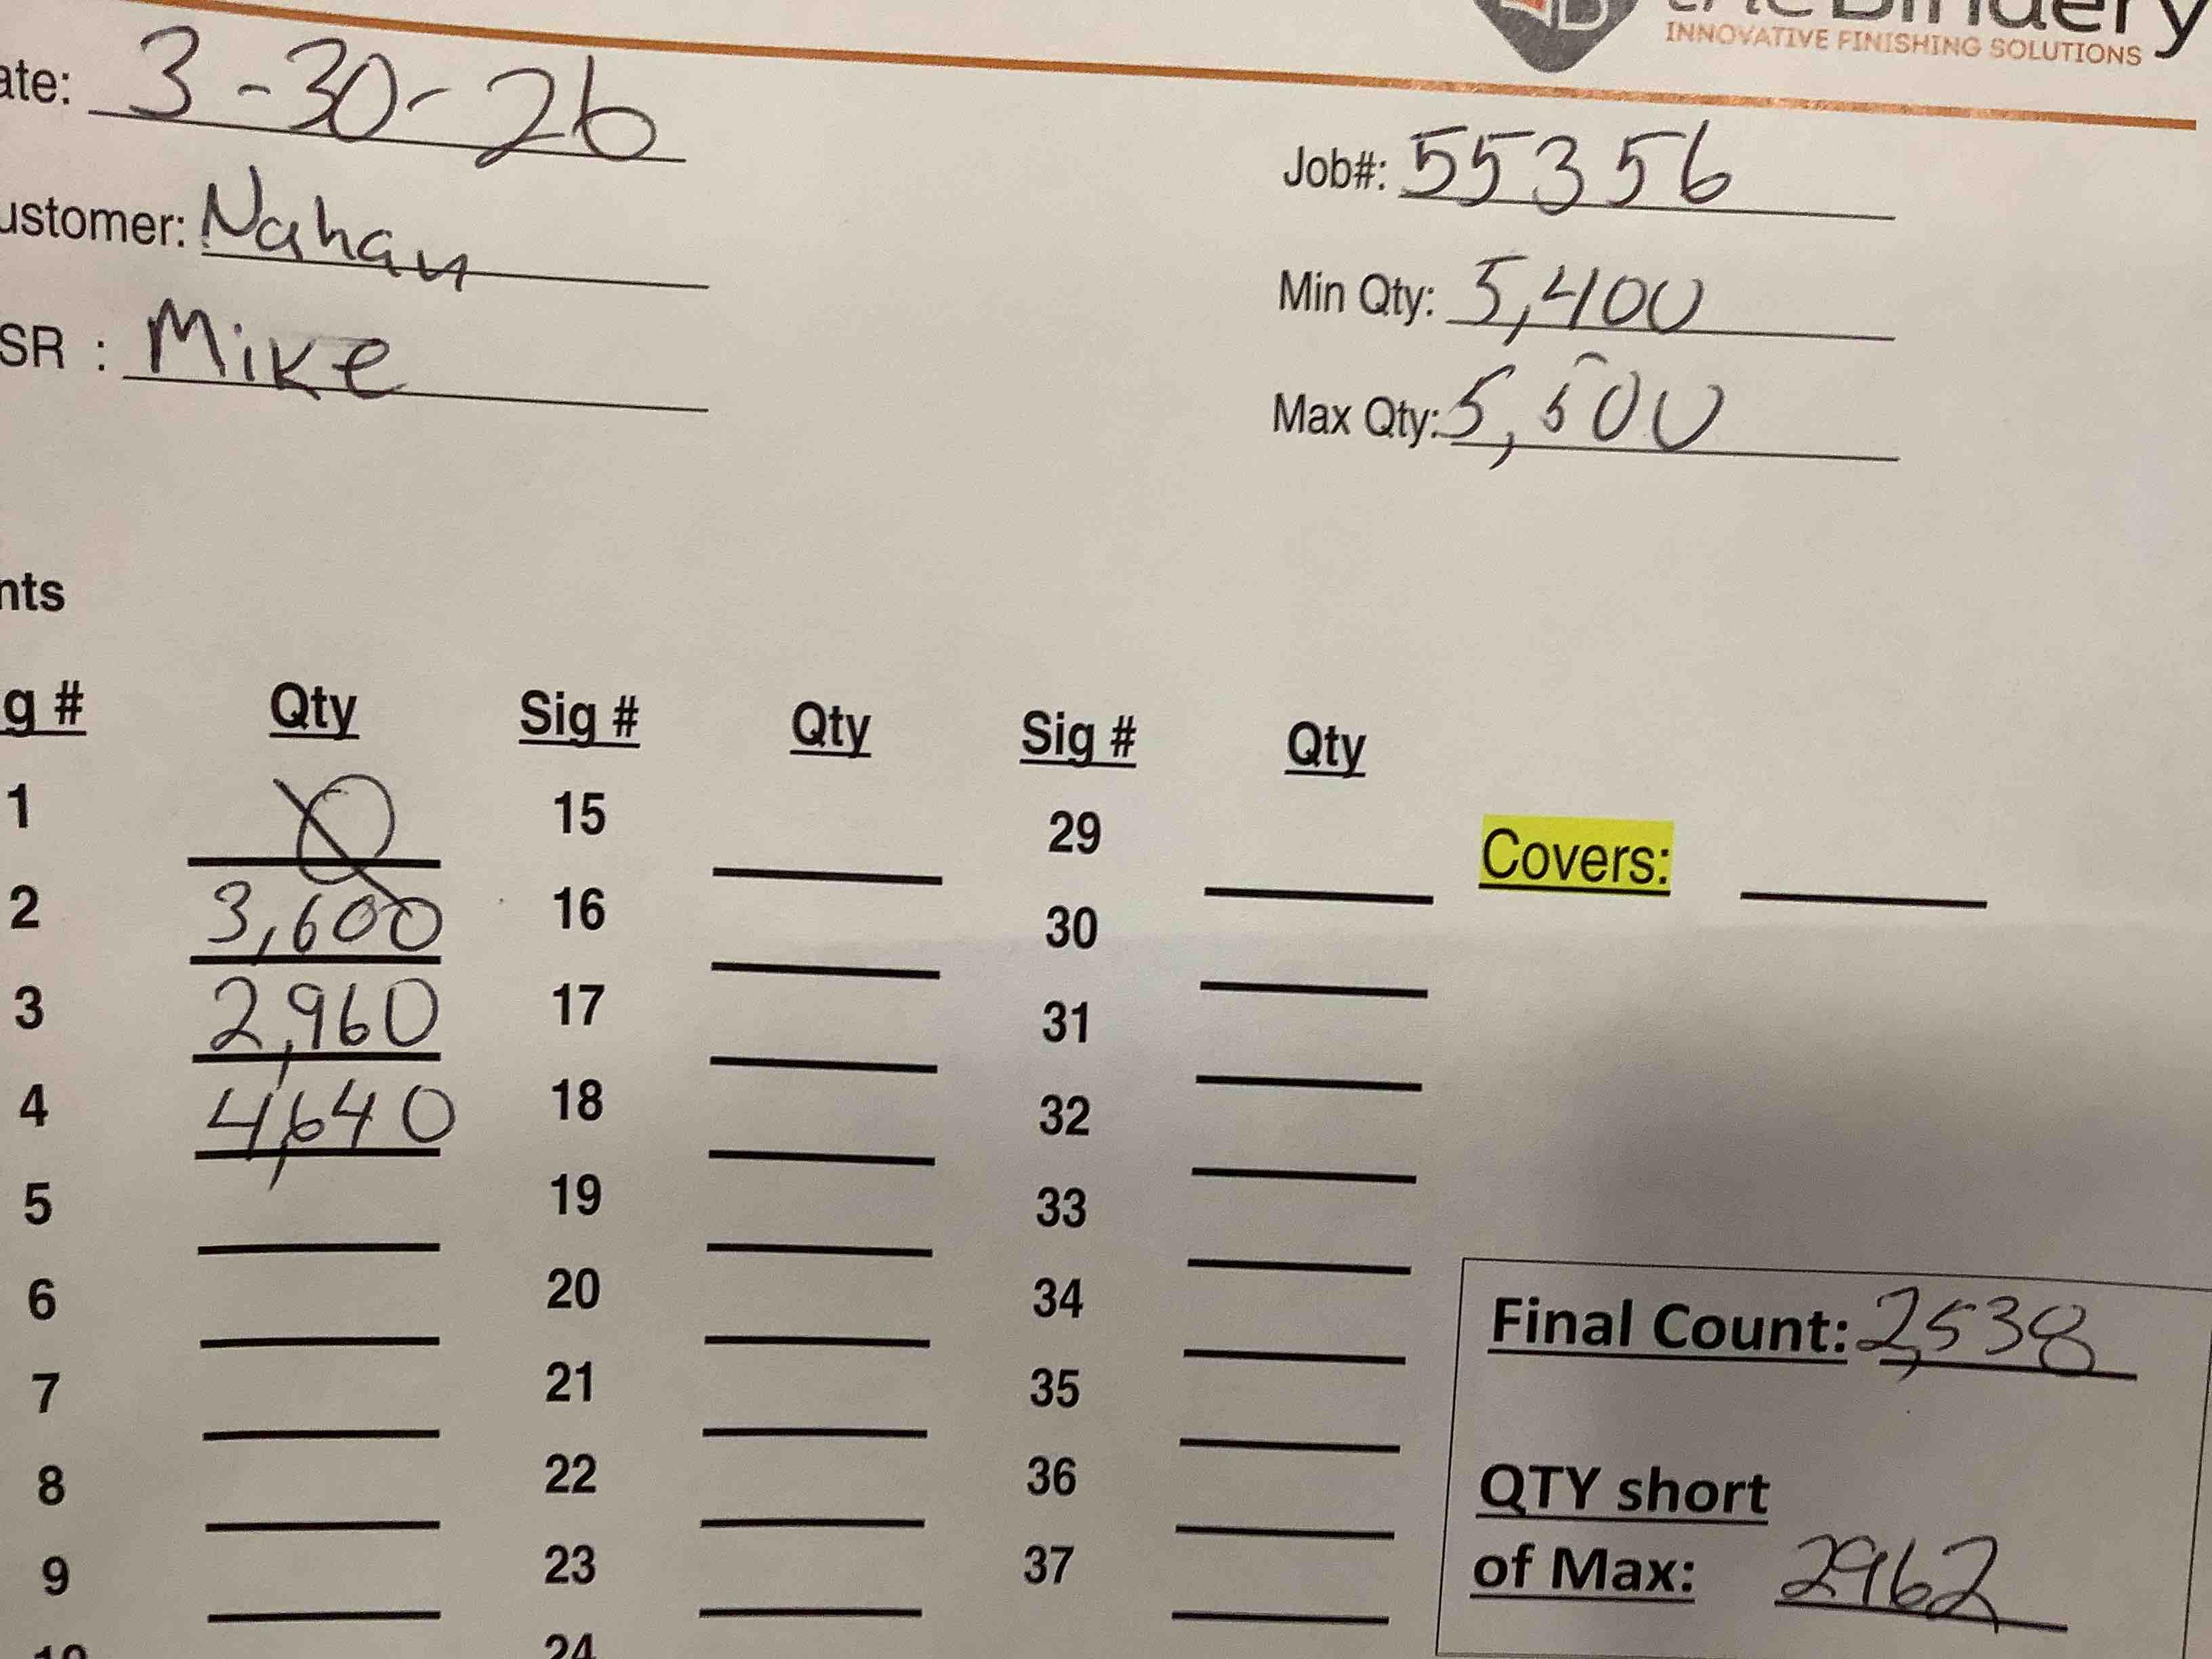 INNOVATIVE FINISHING SOLUTIONS
ate: 3-30-26
Job#: 55356
ustomer: Nahan
Min Qty: 5,400
SR : Mike
Max Qty: 5,500
nts
g # Qty Sig # Qty Sig # Qty
1 0 15 29 Covers:
2 3,600 16 30
3 2,960 17 31
4 4,640 18 32
5 19 33
6 20 34 Final Count: 2,538
7 21 35
8 22 36 QTY short
9 23 37 of Max: 2962
10 24